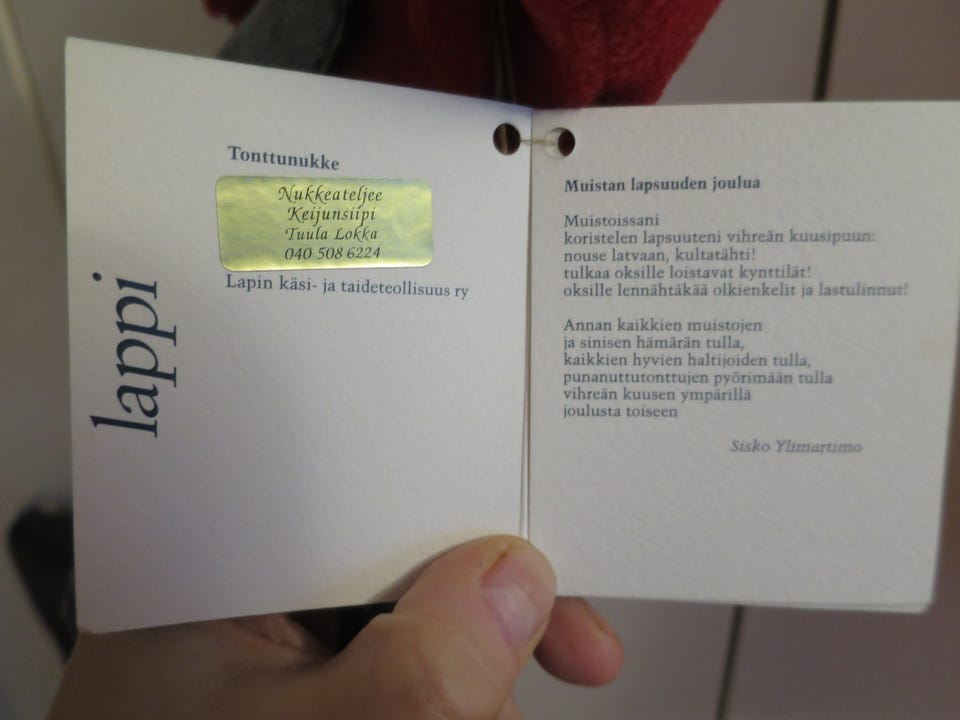 lappi
Tonttunukke
Nukkeateljee
Keijunsiipi
Tuula Lokka
040 508 6224
Lapin käsi- ja taideteollisuus ry
Muistan lapsuuden joulua
Muistoissani
koristelen lapsuuteni vihreän kuusipuun:
nouse latvaan, kultatähti!
tulkaa oksille loistavat kynttilät!
oksille lennähtäkää olkienkelit ja lastulinnut!
Annan kaikkien muistojen
ja sinisen hämärän tulla,
kaikkien hyvien haltijoiden tulla,
punanuttutonttujen pyörimään tulla
vihreän kuusen ympärillä
joulusta toiseen
Sisko Ylimartimo